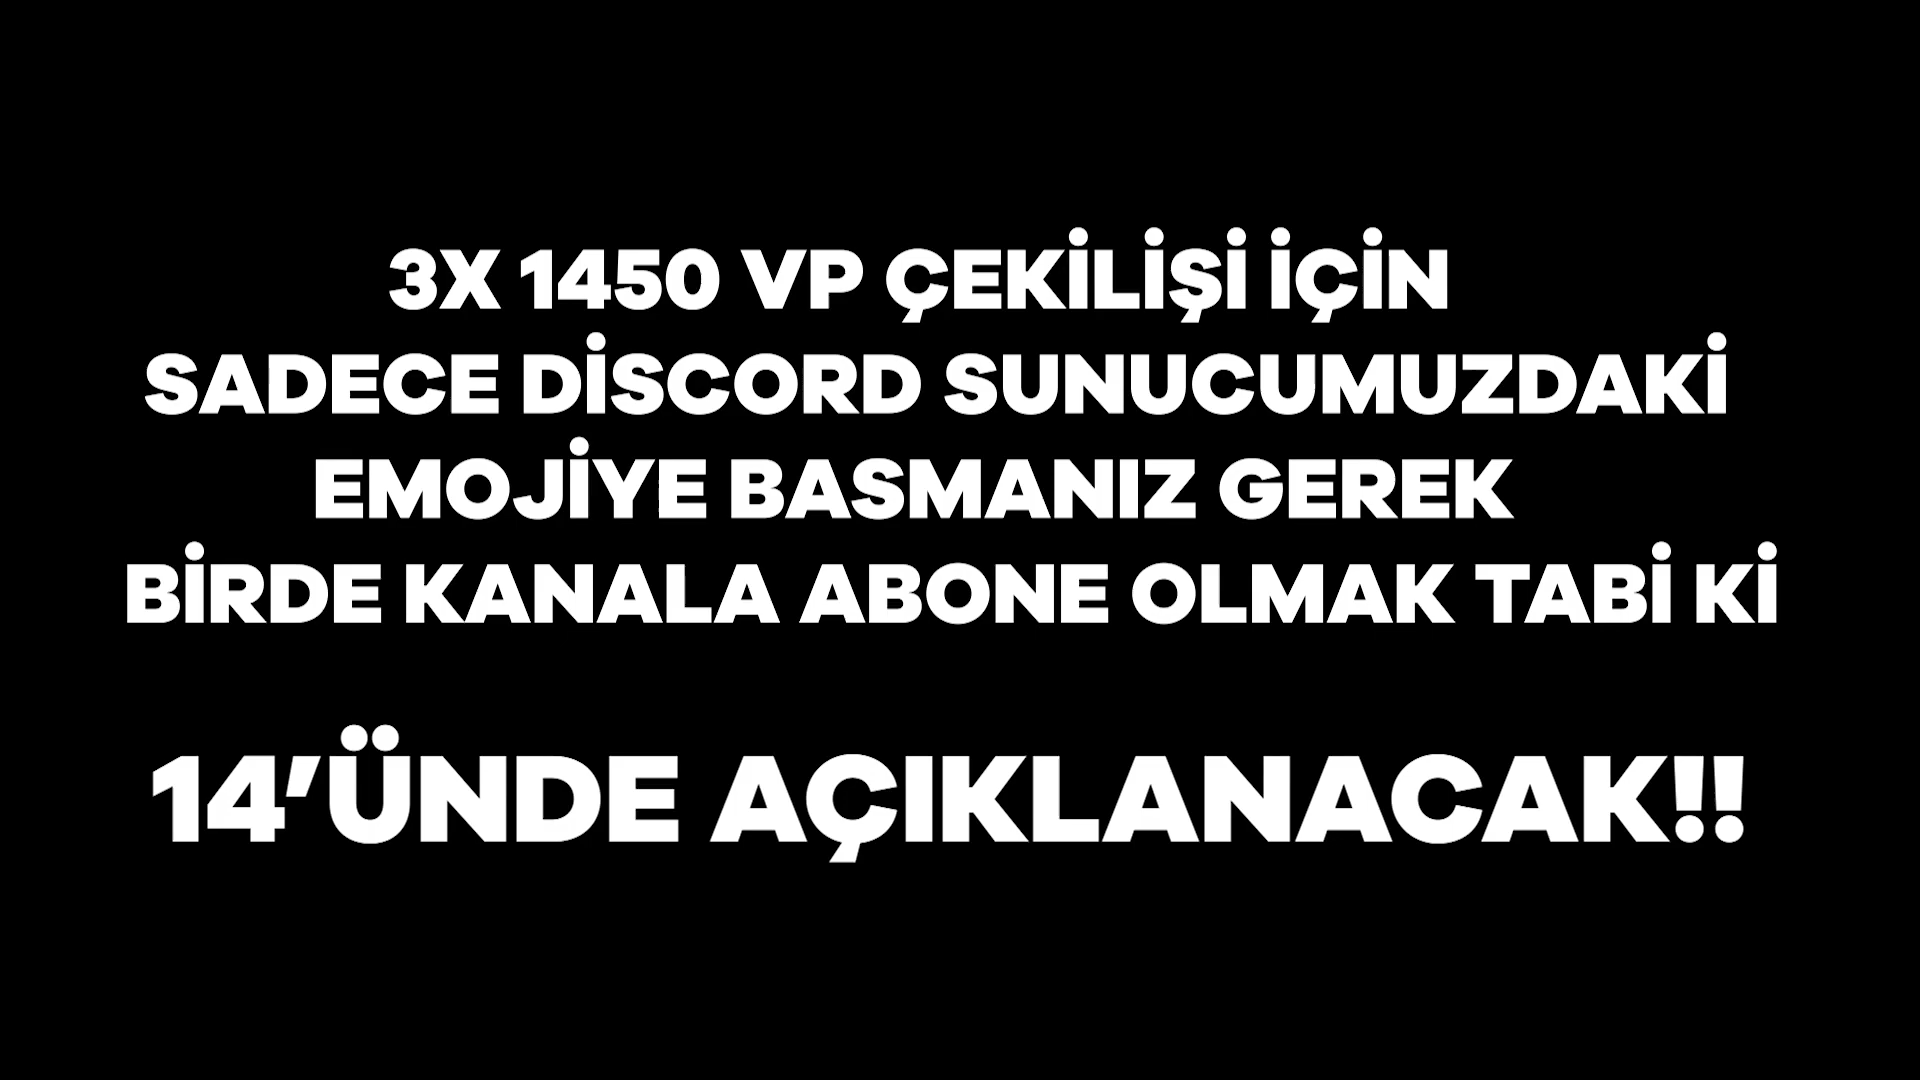 3X 1450 VP ÇEKİLİŞİ İÇİN
SADECE DİSCORD SUNUCUMUZDAKİ
EMOJİYE BASMANIZ GEREK
BİRDE KANALA ABONE OLMAK TABİ Kİ
14'ÜNDE AÇIKLANACAK!!